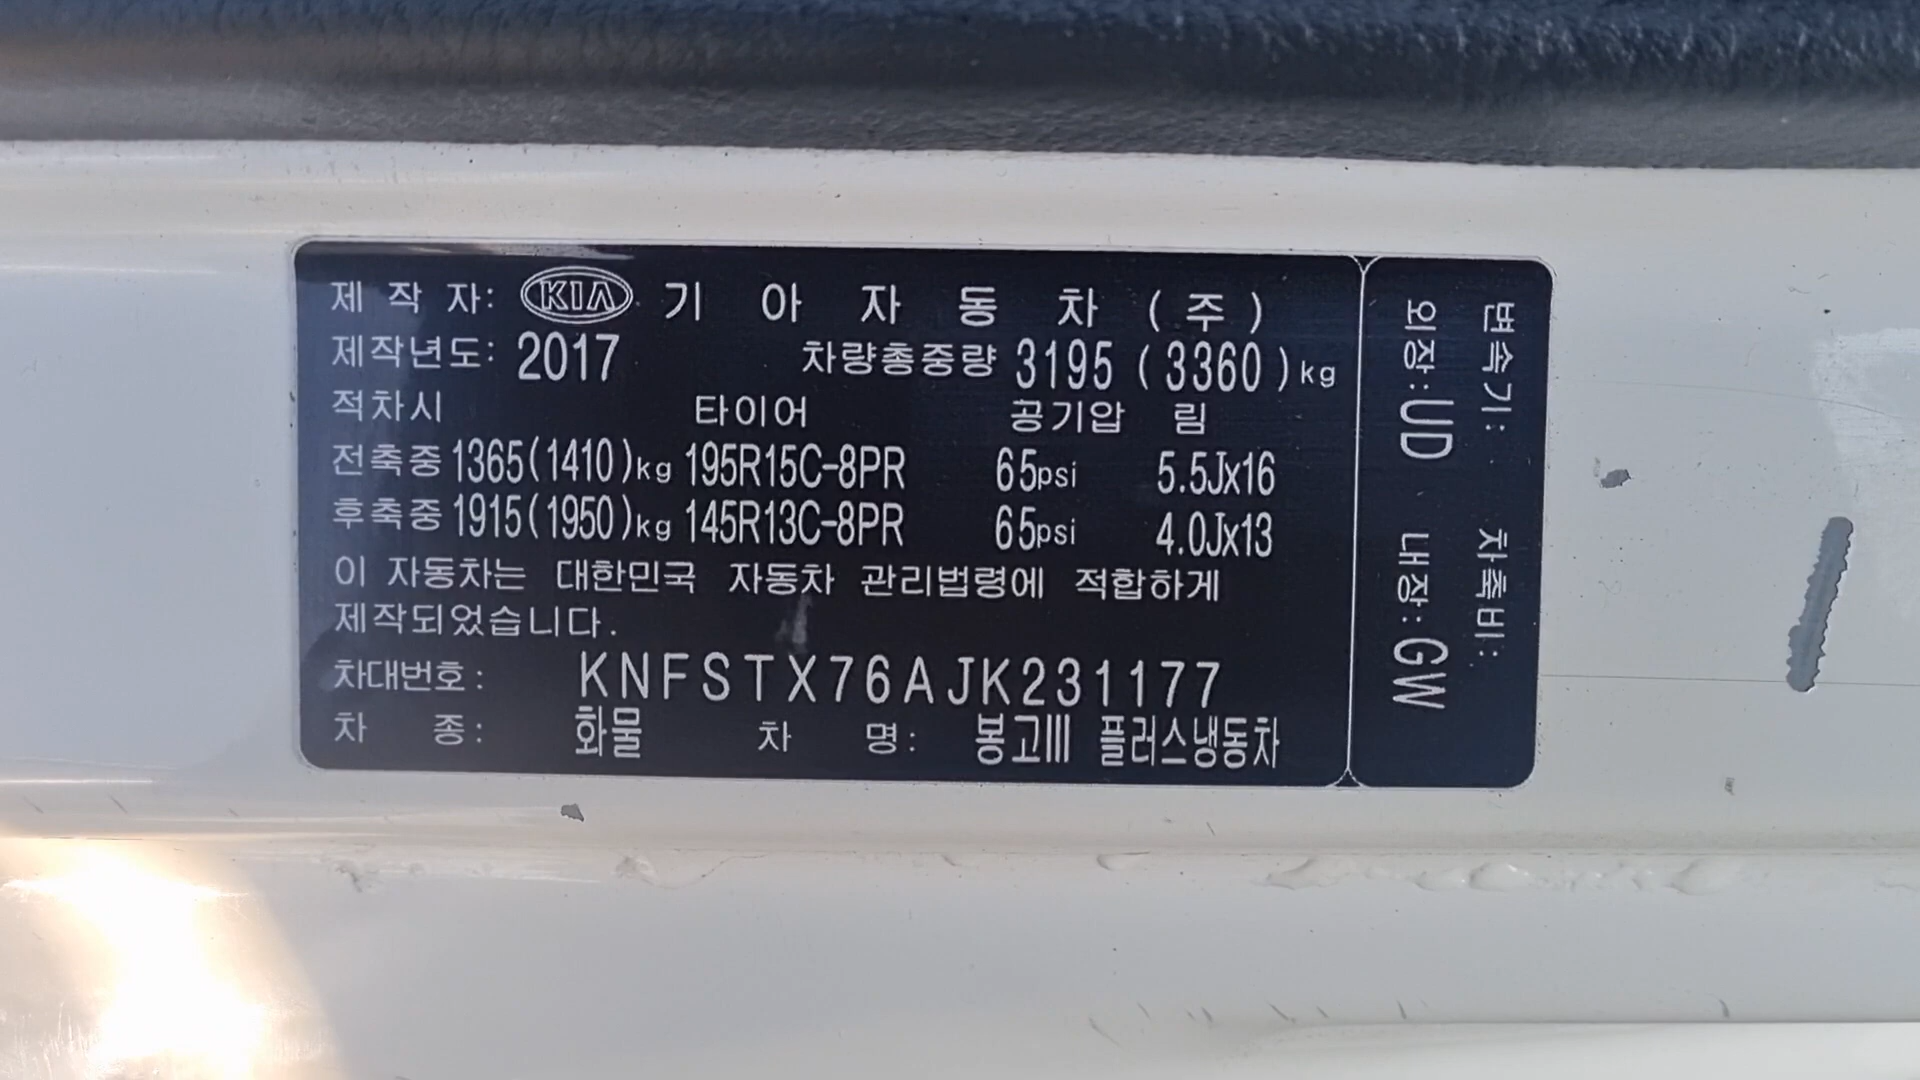 제 작 자: KIA 기 아 자 동 차 (주)
제작년도: 2017 차량총중량 3195 (3360)kg
적차시 타이어 공기압 림
전축중 1365(1410)kg 195R15C-8PR 65psi 5.5Jx16
후축중 1915(1950)kg 145R13C-8PR 65psi 4.0Jx13
이 자동차는 대한민국 자동차 관리법령에 적합하게
제작되었습니다.
차대번호: KNFSTX76AJK231177
차 종: 화물 차 명: 봉고III 플러스냉동차
변속기: 차축비:
외장:UD 내장:GW